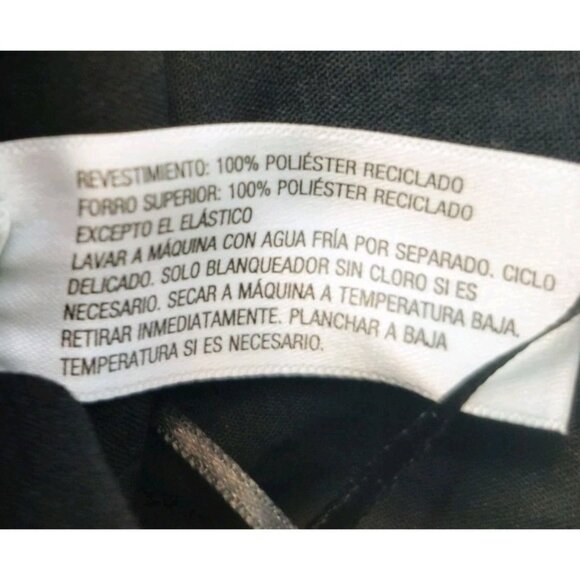 REVESTIMIENTO: 100% POLIÉSTER RECICLADO
FORRO SUPERIOR: 100% POLIÉSTER RECICLADO
EXCEPTO EL ELÁSTICO
LAVAR A MÁQUINA CON AGUA FRÍA POR SEPARADO. CICLO
DELICADO. SOLO BLANQUEADOR SIN CLORO SI ES
NECESARIO. SECAR A MÁQUINA A TEMPERATURA BAJA.
RETIRAR INMEDIATAMENTE. PLANCHAR A BAJA
TEMPERATURA SI ES NECESARIO.